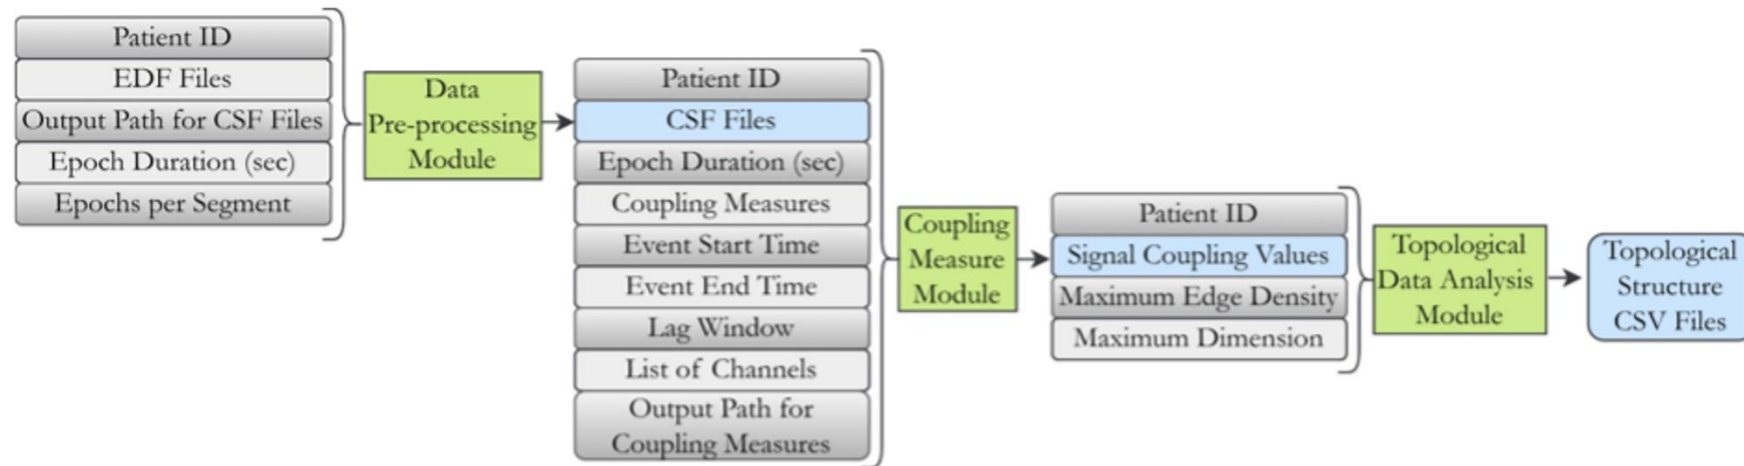 Patient ID
EDF Files
Output Path for CSF Files
Epoch Duration (sec)
Epochs per Segment
Data
Pre-processing
Module
Patient ID
CSF Files
Epoch Duration (sec)
Coupling Measures
Event Start Time
Event End Time
Lag Window
List of Channels
Output Path for
Coupling Measures
Coupling
Measure
Module
Patient ID
Signal Coupling Values
Maximum Edge Density
Maximum Dimension
Topological
Data Analysis
Module
Topological
Structure
CSV Files